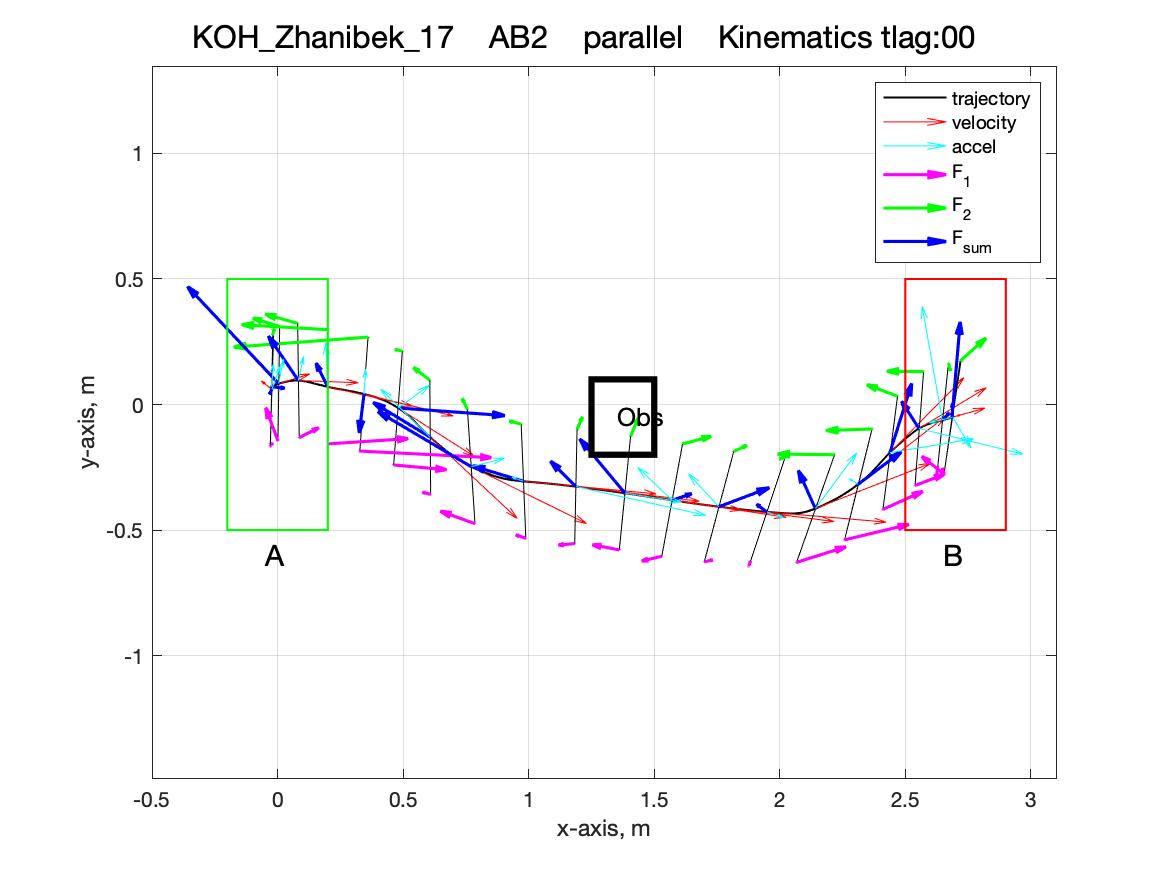 KOH_Zhanibek_17 AB2 parallel Kinematics tlag:00
trajectory
velocity
accel
F1
F2
Fsum
1
0.5
0
-0.5
-1
y-axis, m
Obs
A
B
-0.5 0 0.5 1 1.5 2 2.5 3
x-axis, m